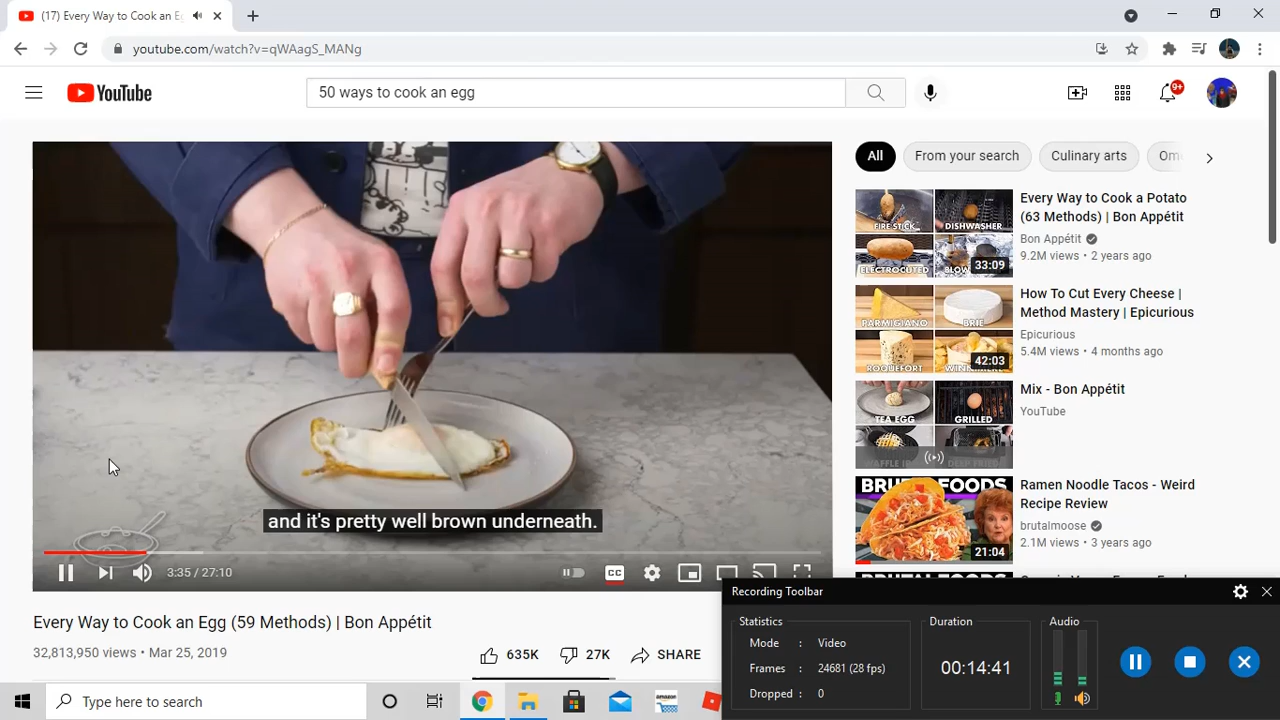 (17) Every Way to Cook an Eg
youtube.com/watch?v=qWAagS_MANg
YouTube
50 ways to cook an egg
9+
All
From your search
Culinary arts
Om
FIRE STICK
DISHWASHER
ELECTROCUTED
33:09
Every Way to Cook a Potato
(63 Methods) | Bon Appétit
Bon Appétit
9.2M views • 2 years ago
PARMIGIANO
BRIE
ROQUEFORT
42:03
How To Cut Every Cheese |
Method Mastery | Epicurious
Epicurious
5.4M views • 4 months ago
TEA EGG
GRILLED
Mix - Bon Appétit
YouTube
21:04
Ramen Noodle Tacos - Weird
Recipe Review
brutalmoose
2.1M views • 3 years ago
and it's pretty well brown underneath.
3:35 / 27:10
CC
Every Way to Cook an Egg (59 Methods) | Bon Appétit
32,813,950 views • Mar 25, 2019
635K
27K
SHARE
Recording Toolbar
Statistics
Mode : Video
Frames : 24681 (28 fps)
Dropped : 0
Duration
00:14:41
Audio
Type here to search